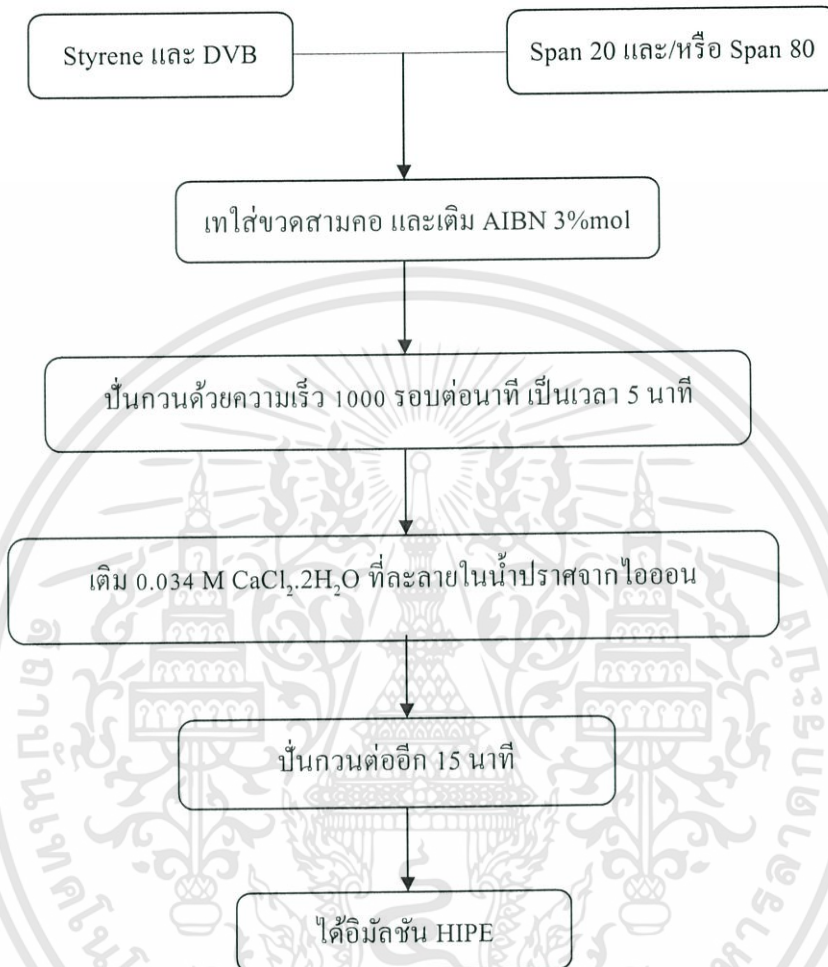 Styrene และ DVB
Span 20 และ/หรือ Span 80
เทใส่ขวดสามคอ และเติม AIBN 3%mol
ปั่นกวนด้วยความเร็ว 1000 รอบต่อนาที เป็นเวลา 5 นาที
เติม 0.034 M CaCl₂.2H₂O ที่ละลายในน้ำปราศจากไอออน
ปั่นกวนต่ออีก 15 นาที
ได้อิมัลชัน HIPE